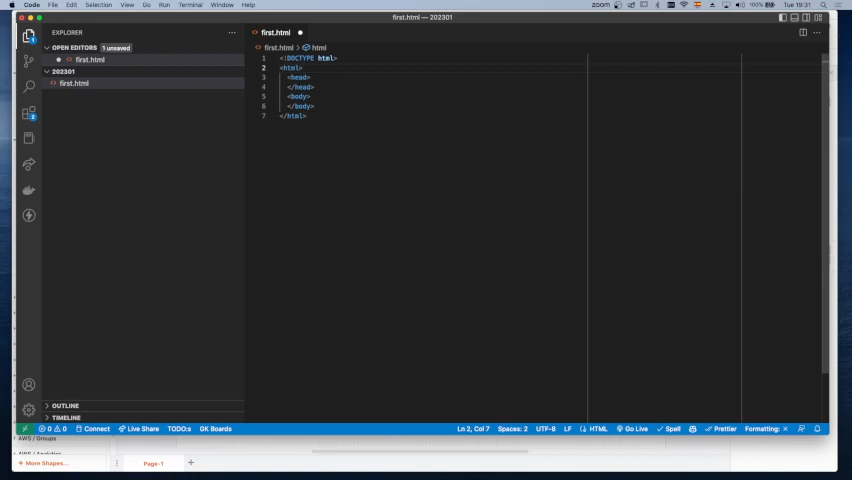 Code File Edit Selection View Go Run Terminal Window Help zoom 100% Tue 19:31
first.html — 202301
EXPLORER
OPEN EDITORS 1 unsaved
first.html
202301
first.html
OUTLINE
TIMELINE
first.html
first.html > html
1 <!DOCTYPE html>
2 <html>
3 <head>
4 </head>
5 <body>
6 </body>
7 </html>
0 0 Connect Live Share TODO:s GK Boards Ln 2, Col 7 Spaces: 2 UTF-8 LF HTML Go Live Spell Prettier Formatting: ×
AWS / Groups
AWS / Analytics
+ More Shapes...
Page-1